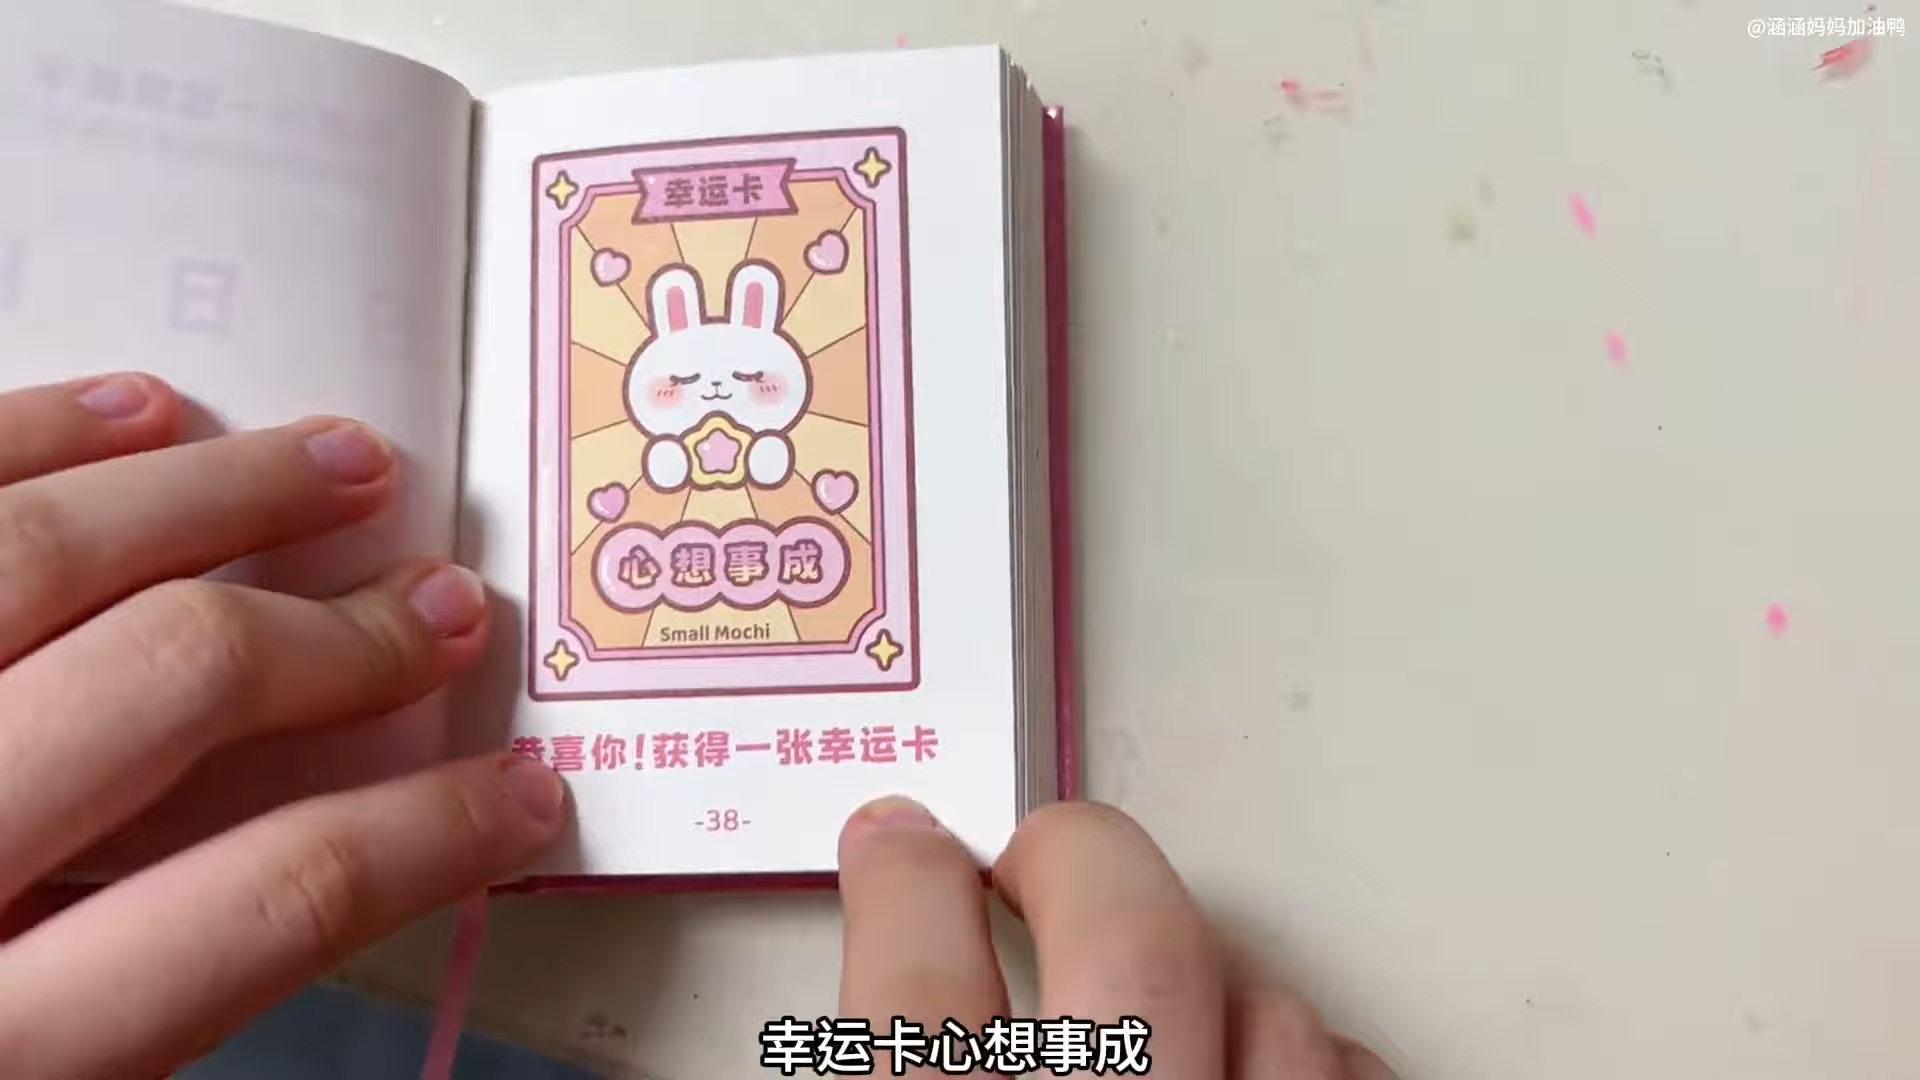 @涵涵妈妈加油鸭
幸运卡
心想事成
Small Mochi
恭喜你!获得一张幸运卡
-38-
幸运卡心想事成